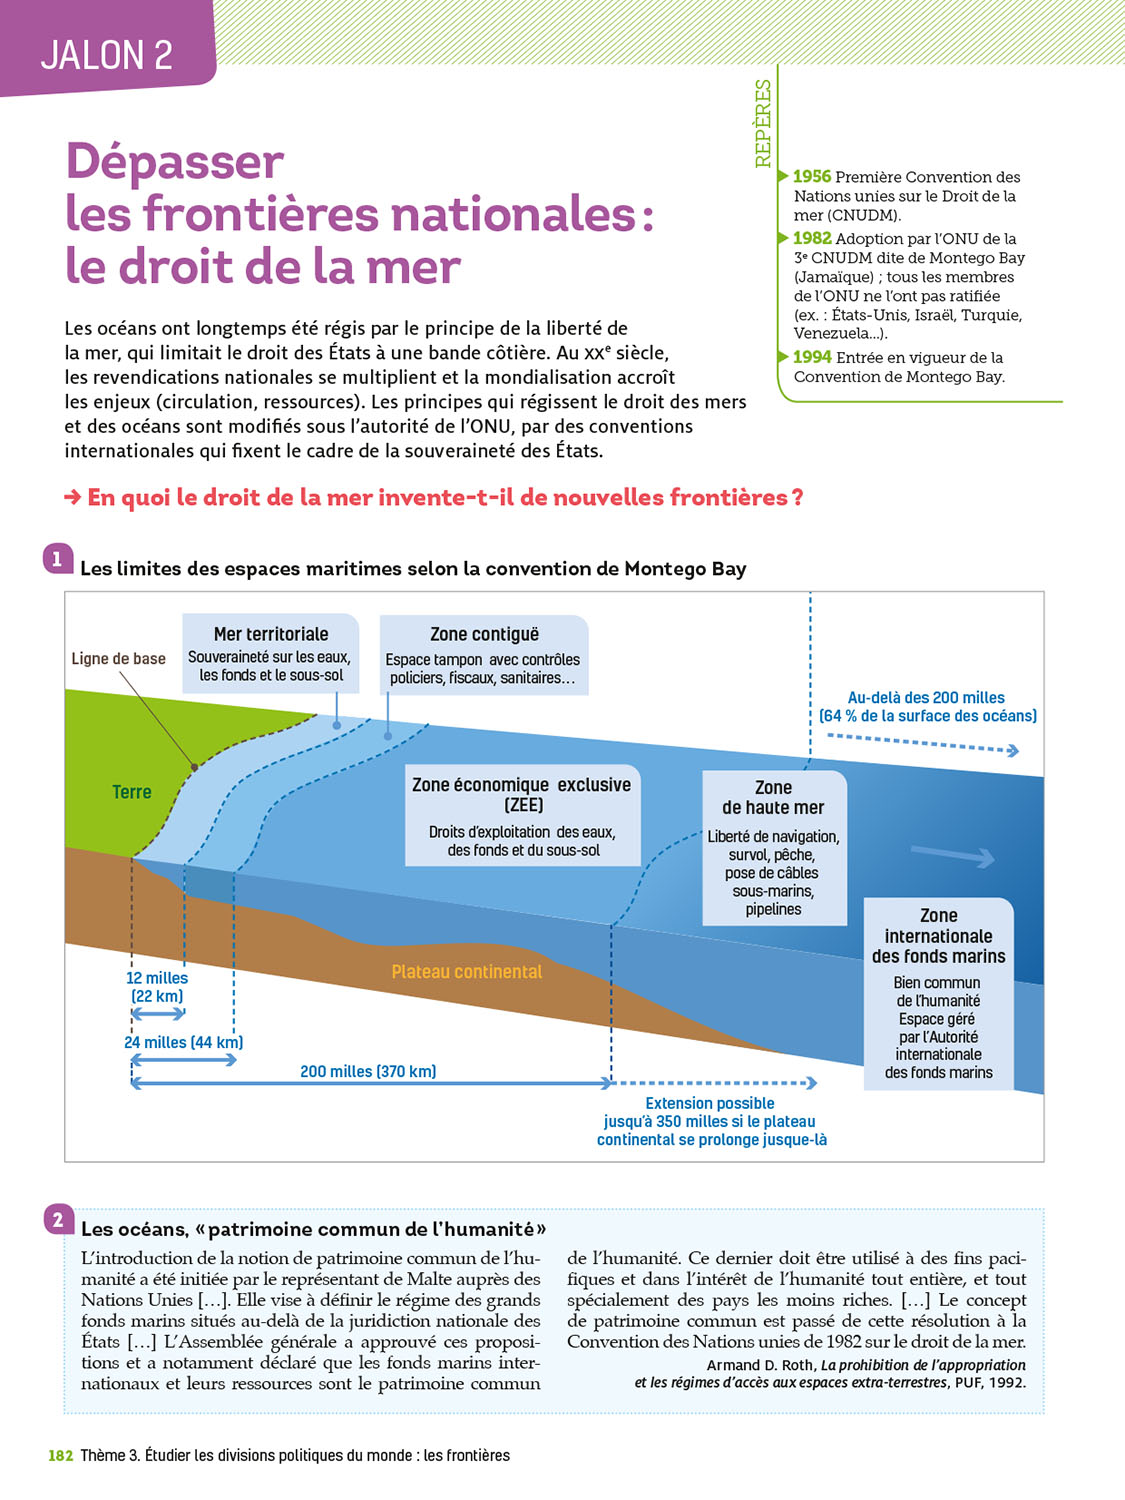 JALON 2
Dépasser
les frontières nationales :
le droit de la mer
Les océans ont longtemps été régis par le principe de la liberté de
la mer, qui limitait le droit des États à une bande côtière. Au XXe siècle,
les revendications nationales se multiplient et la mondialisation accroît
les enjeux (circulation, ressources). Les principes qui régissent le droit des mers
et des océans sont modifiés sous l'autorité de l'ONU, par des conventions
internationales qui fixent le cadre de la souveraineté des États.
→ En quoi le droit de la mer invente-t-il de nouvelles frontières ?
REPÈRES
1956 Première Convention des
Nations unies sur le Droit de la
mer (CNUDM).
1982 Adoption par l'ONU de la
3e CNUDM dite de Montego Bay
(Jamaïque) ; tous les membres
de l'ONU ne l'ont pas ratifiée
(ex. : États-Unis, Israël, Turquie,
Venezuela...).
1994 Entrée en vigueur de la
Convention de Montego Bay.
1 Les limites des espaces maritimes selon la convention de Montego Bay
Ligne de base
Mer territoriale
Souveraineté sur les eaux,
les fonds et le sous-sol
Zone contiguë
Espace tampon avec contrôles
policiers, fiscaux, sanitaires…
Au-delà des 200 milles
(64 % de la surface des océans)
Terre
Zone économique exclusive
(ZEE)
Droits d'exploitation des eaux,
des fonds et du sous-sol
Zone
de haute mer
Liberté de navigation,
survol, pêche,
pose de câbles
sous-marins,
pipelines
Zone
internationale
des fonds marins
Bien commun
de l'humanité
Espace géré
par l'Autorité
internationale
des fonds marins
Plateau continental
12 milles
(22 km)
24 milles (44 km)
200 milles (370 km)
Extension possible
jusqu'à 350 milles si le plateau
continental se prolonge jusque-là
2 Les océans, « patrimoine commun de l'humanité »
L'introduction de la notion de patrimoine commun de l'hu-
manité a été initiée par le représentant de Malte auprès des
Nations Unies […]. Elle vise à définir le régime des grands
fonds marins situés au-delà de la juridiction nationale des
États […] L'Assemblée générale a approuvé ces proposi-
tions et a notamment déclaré que les fonds marins inter-
nationaux et leurs ressources sont le patrimoine commun
de l'humanité. Ce dernier doit être utilisé à des fins paci-
fiques et dans l'intérêt de l'humanité tout entière, et tout
spécialement des pays les moins riches. […] Le concept
de patrimoine commun est passé de cette résolution à la
Convention des Nations unies de 1982 sur le droit de la mer.
Armand D. Roth, La prohibition de l'appropriation
et les régimes d'accès aux espaces extra-terrestres, PUF, 1992.
182 Thème 3. Étudier les divisions politiques du monde : les frontières